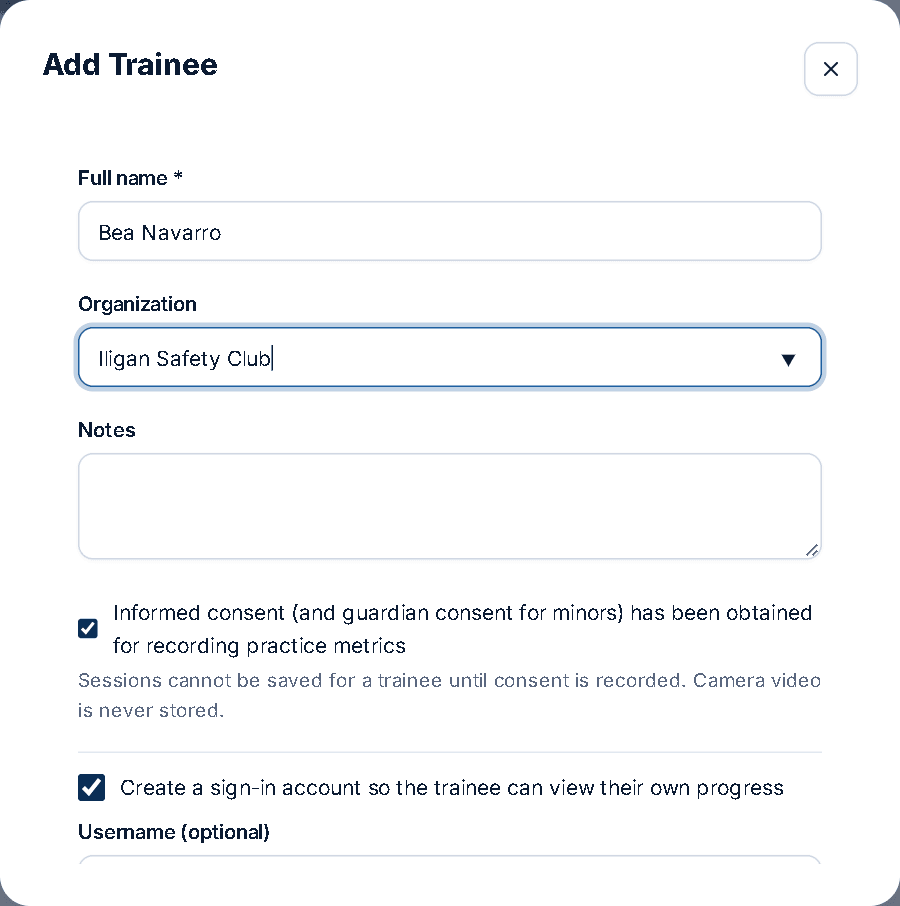 Add Trainee
Full name *
Bea Navarro
Organization
Iligan Safety Club
Notes
Informed consent (and guardian consent for minors) has been obtained
for recording practice metrics
Sessions cannot be saved for a trainee until consent is recorded. Camera video
is never stored.
Create a sign-in account so the trainee can view their own progress
Username (optional)